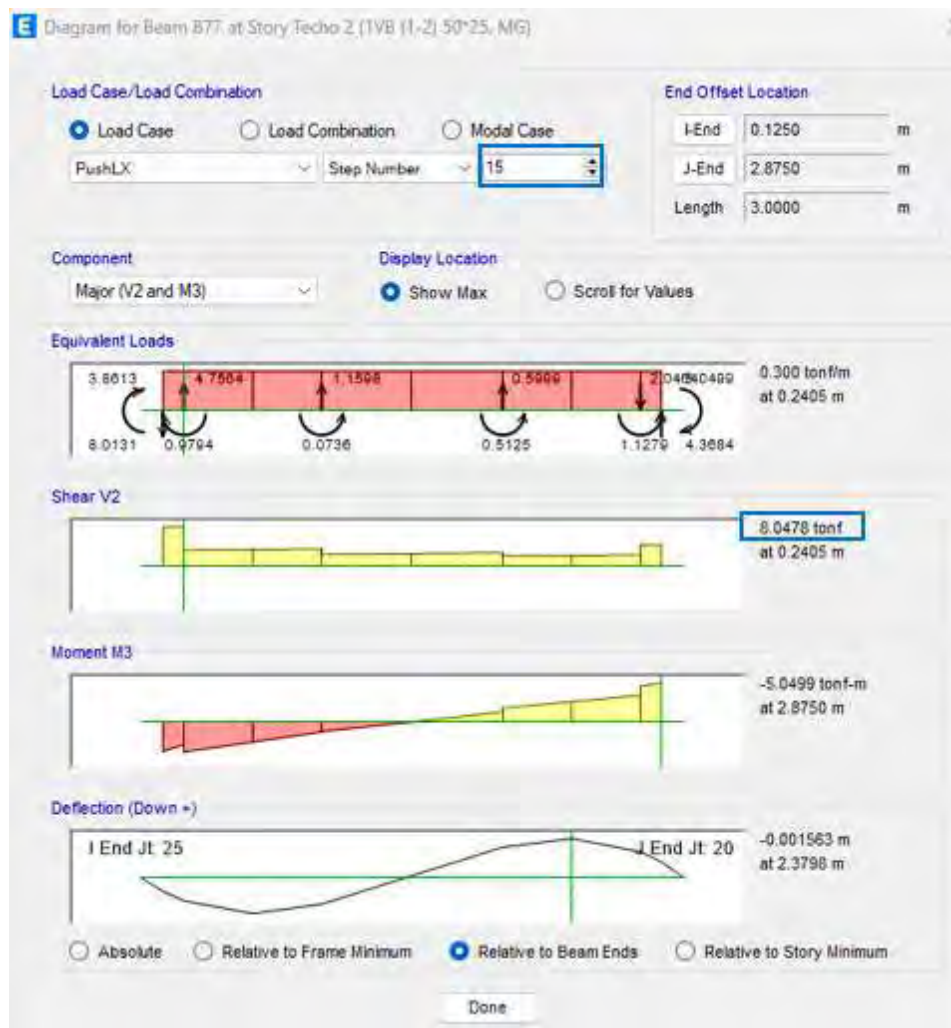 Diagram for Beam B77 at Story Techo 2 (1VB (1-2) 50*25, MG)
Load Case/Load Combination
Load Case Load Combination Modal Case
PushLX Step Number 15
End Offset Location
I-End 0.1250 m
J-End 2.8750 m
Length 3.0000 m
Component
Major (V2 and M3)
Display Location
Show Max Scroll for Values
Equivalent Loads
3.8613 4.7564 1.1598 0.5999
8.0131 0.9794 0.0736 0.5125 1.1279 4.3684
0.300 tonf/m
at 0.2405 m
Shear V2
8.0478 tonf
at 0.2405 m
Moment M3
-5.0499 tonf-m
at 2.8750 m
Deflection (Down +)
I End Jt: 25 J End Jt: 20
-0.001563 m
at 2.3798 m
Absolute Relative to Frame Minimum Relative to Beam Ends Relative to Story Minimum
Done